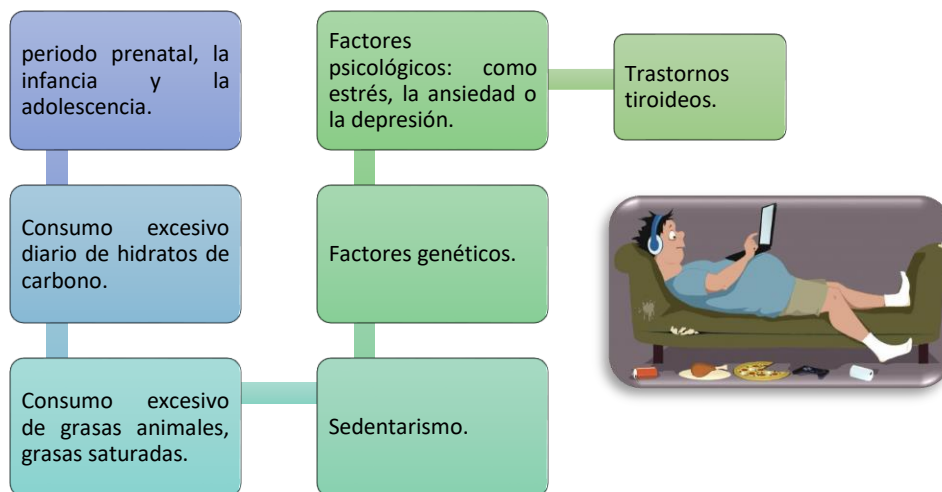 periodo prenatal, la
infancia y la
adolescencia.
Consumo excesivo
diario de hidratos de
carbono.
Consumo excesivo
de grasas animales,
grasas saturadas.
Sedentarismo.
Factores genéticos.
Factores
psicológicos: como
estrés, la ansiedad o
la depresión.
Trastornos
tiroideos.